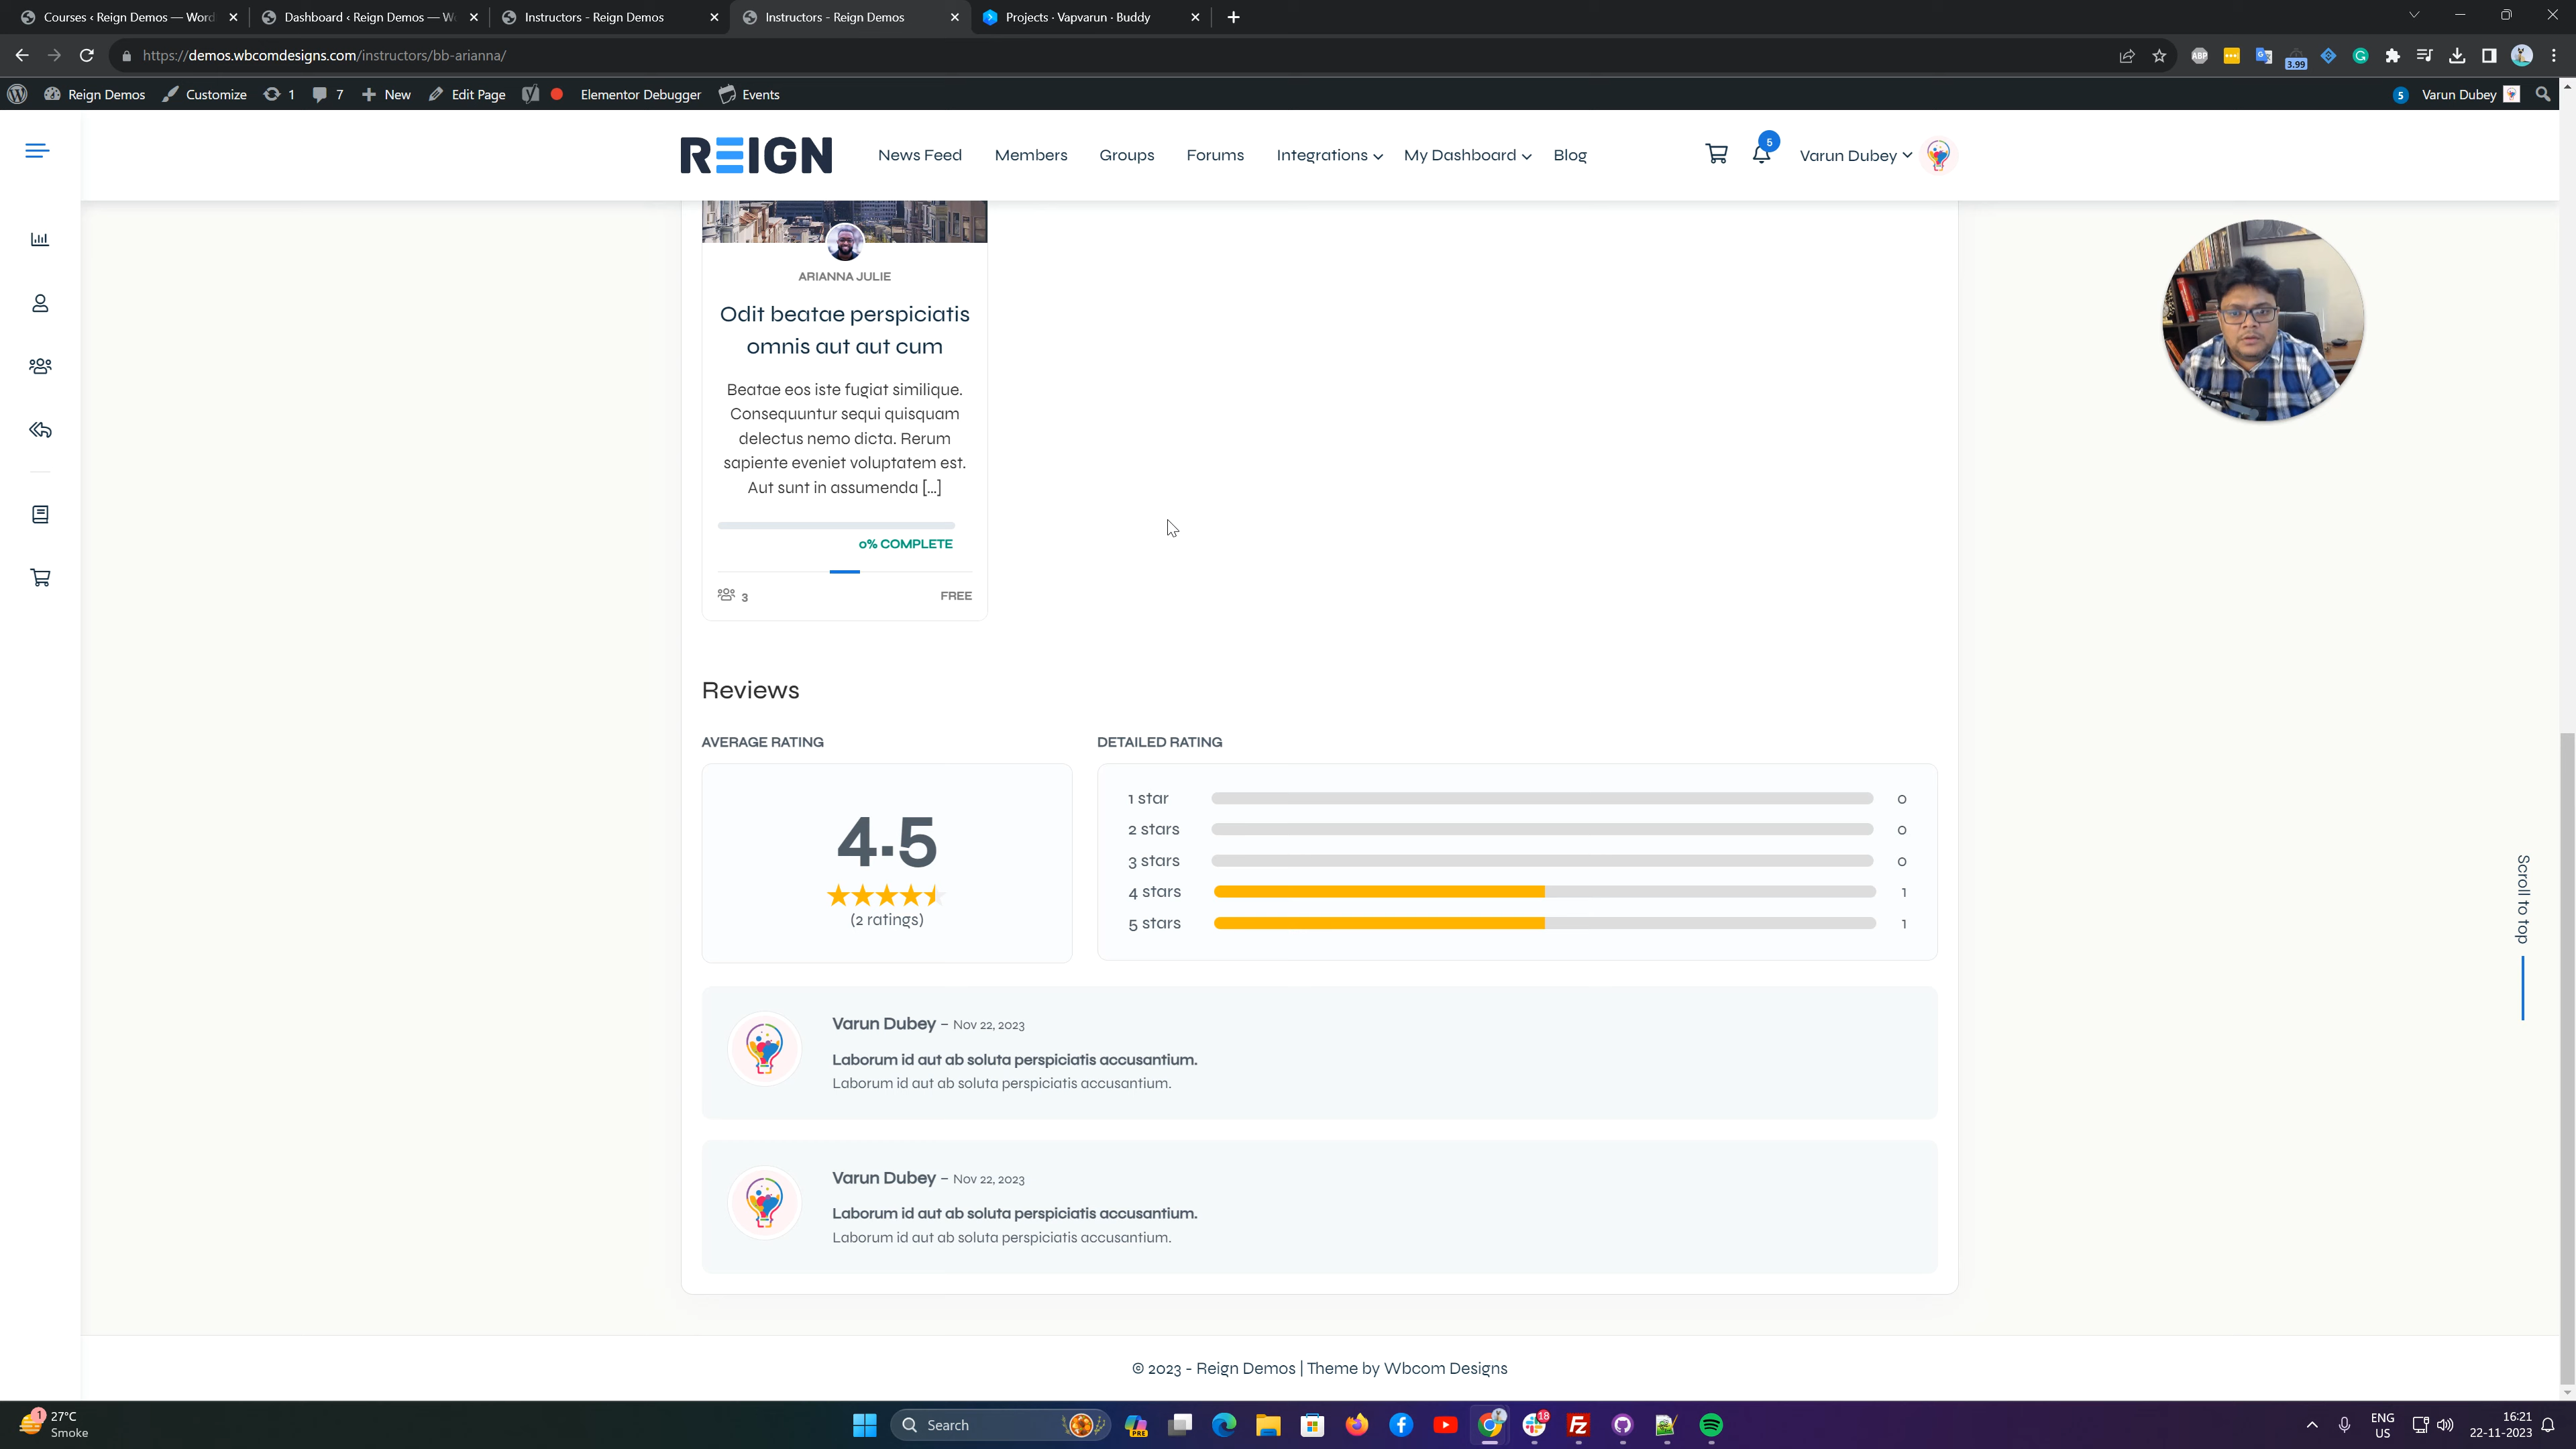 Courses ‹ Reign Demos — Word
Dashboard ‹ Reign Demos — Wo
Instructors - Reign Demos
Instructors - Reign Demos
Projects · Vapvarun · Buddy
https://demos.wbcomdesigns.com/instructors/bb-arianna/
ABP
3.99
Reign Demos
Customize
1
7
New
Edit Page
Elementor Debugger
Events
5
Varun Dubey
REIGN
News Feed
Members
Groups
Forums
Integrations
My Dashboard
Blog
5
Varun Dubey
ARIANNA JULIE
Odit beatae perspiciatis
omnis aut aut cum
Beatae eos iste fugiat similique.
Consequuntur sequi quisquam
delectus nemo dicta. Rerum
sapiente eveniet voluptatem est.
Aut sunt in assumenda [...]
0% COMPLETE
3
FREE
Reviews
AVERAGE RATING
DETAILED RATING
4.5
(2 ratings)
1 star 0
2 stars 0
3 stars 0
4 stars 1
5 stars 1
Scroll to top
Varun Dubey – Nov 22, 2023
Laborum id aut ab soluta perspiciatis accusantium.
Laborum id aut ab soluta perspiciatis accusantium.
Varun Dubey – Nov 22, 2023
Laborum id aut ab soluta perspiciatis accusantium.
Laborum id aut ab soluta perspiciatis accusantium.
© 2023 - Reign Demos | Theme by Wbcom Designs
1
27°C
Smoke
Search
PRE
18
ENG
US
16:21
22-11-2023